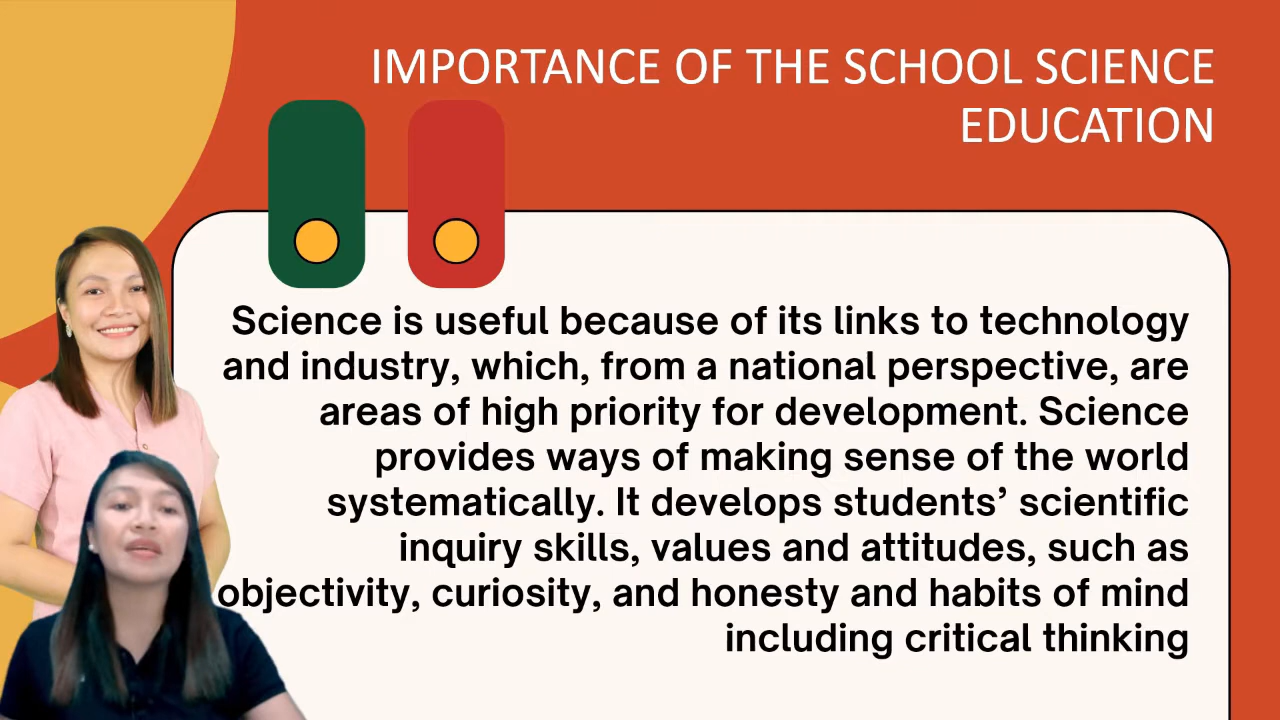 IMPORTANCE OF THE SCHOOL SCIENCE
EDUCATION
Science is useful because of its links to technology
and industry, which, from a national perspective, are
areas of high priority for development. Science
provides ways of making sense of the world
systematically. It develops students’ scientific
inquiry skills, values and attitudes, such as
objectivity, curiosity, and honesty and habits of mind
including critical thinking